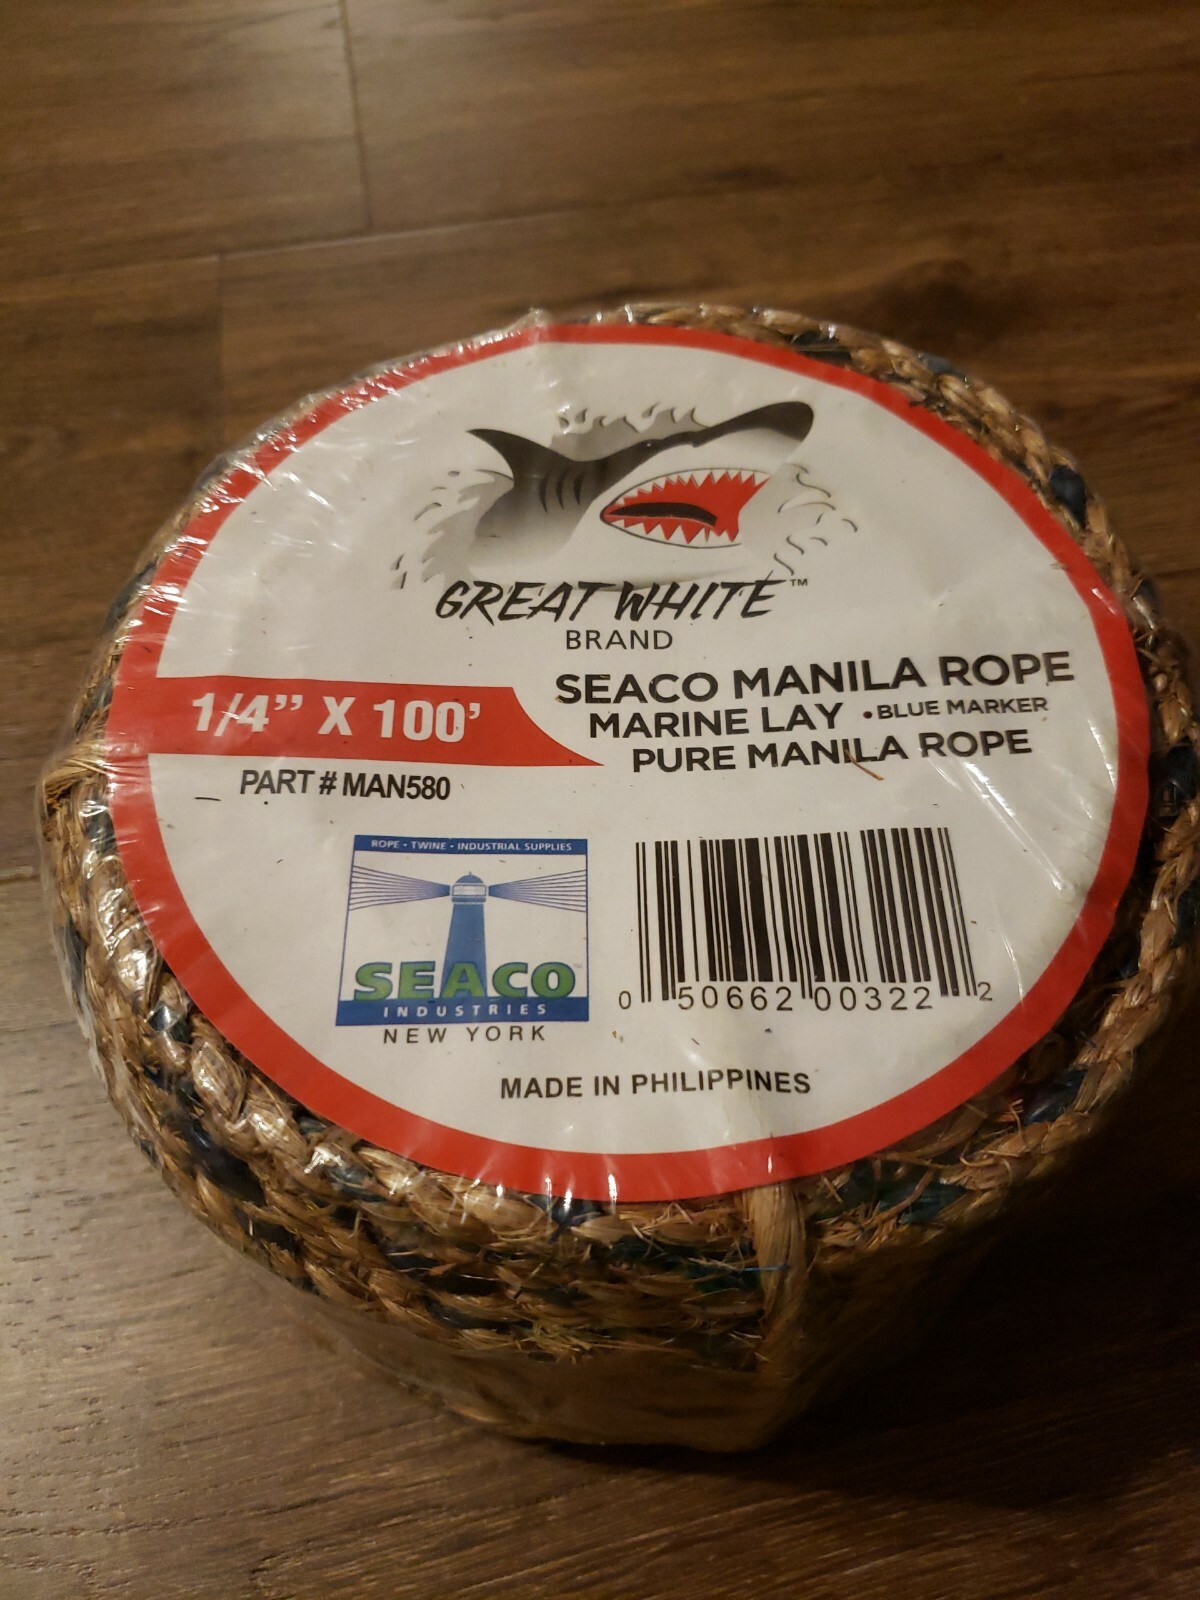 GREAT WHITE™
BRAND
SEACO MANILA ROPE
1/4” X 100’
MARINE LAY • BLUE MARKER
PURE MANILA ROPE
PART # MAN580
ROPE • TWINE • INDUSTRIAL SUPPLIES
SEACO™
INDUSTRIES
NEW YORK
0 50662 00322 2
MADE IN PHILIPPINES